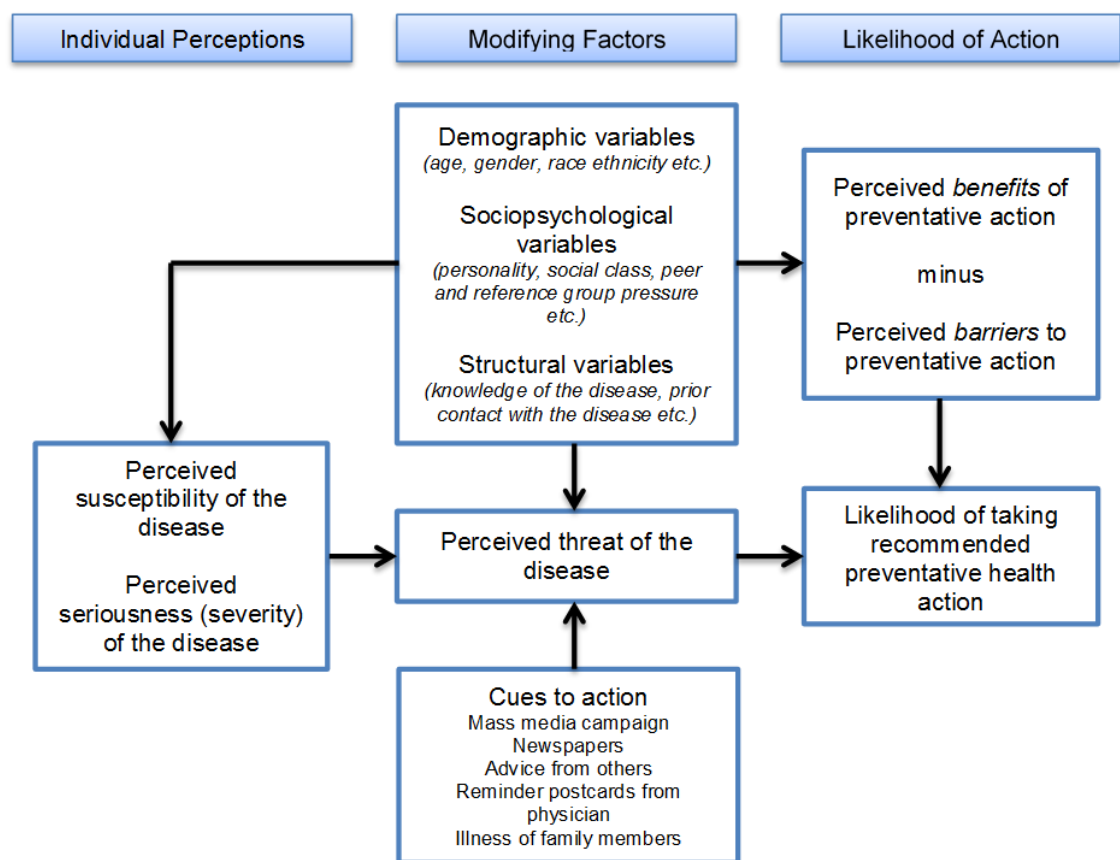 Individual Perceptions
Modifying Factors
Likelihood of Action
Demographic variables
(age, gender, race ethnicity etc.)
Sociopsychological
variables
(personality, social class, peer
and reference group pressure
etc.)
Structural variables
(knowledge of the disease, prior
contact with the disease etc.)
Perceived benefits of
preventative action
minus
Perceived barriers to
preventative action
Perceived
susceptibility of the
disease
Perceived
seriousness (severity)
of the disease
Perceived threat of the
disease
Likelihood of taking
recommended
preventative health
action
Cues to action
Mass media campaign
Newspapers
Advice from others
Reminder postcards from
physician
Illness of family members